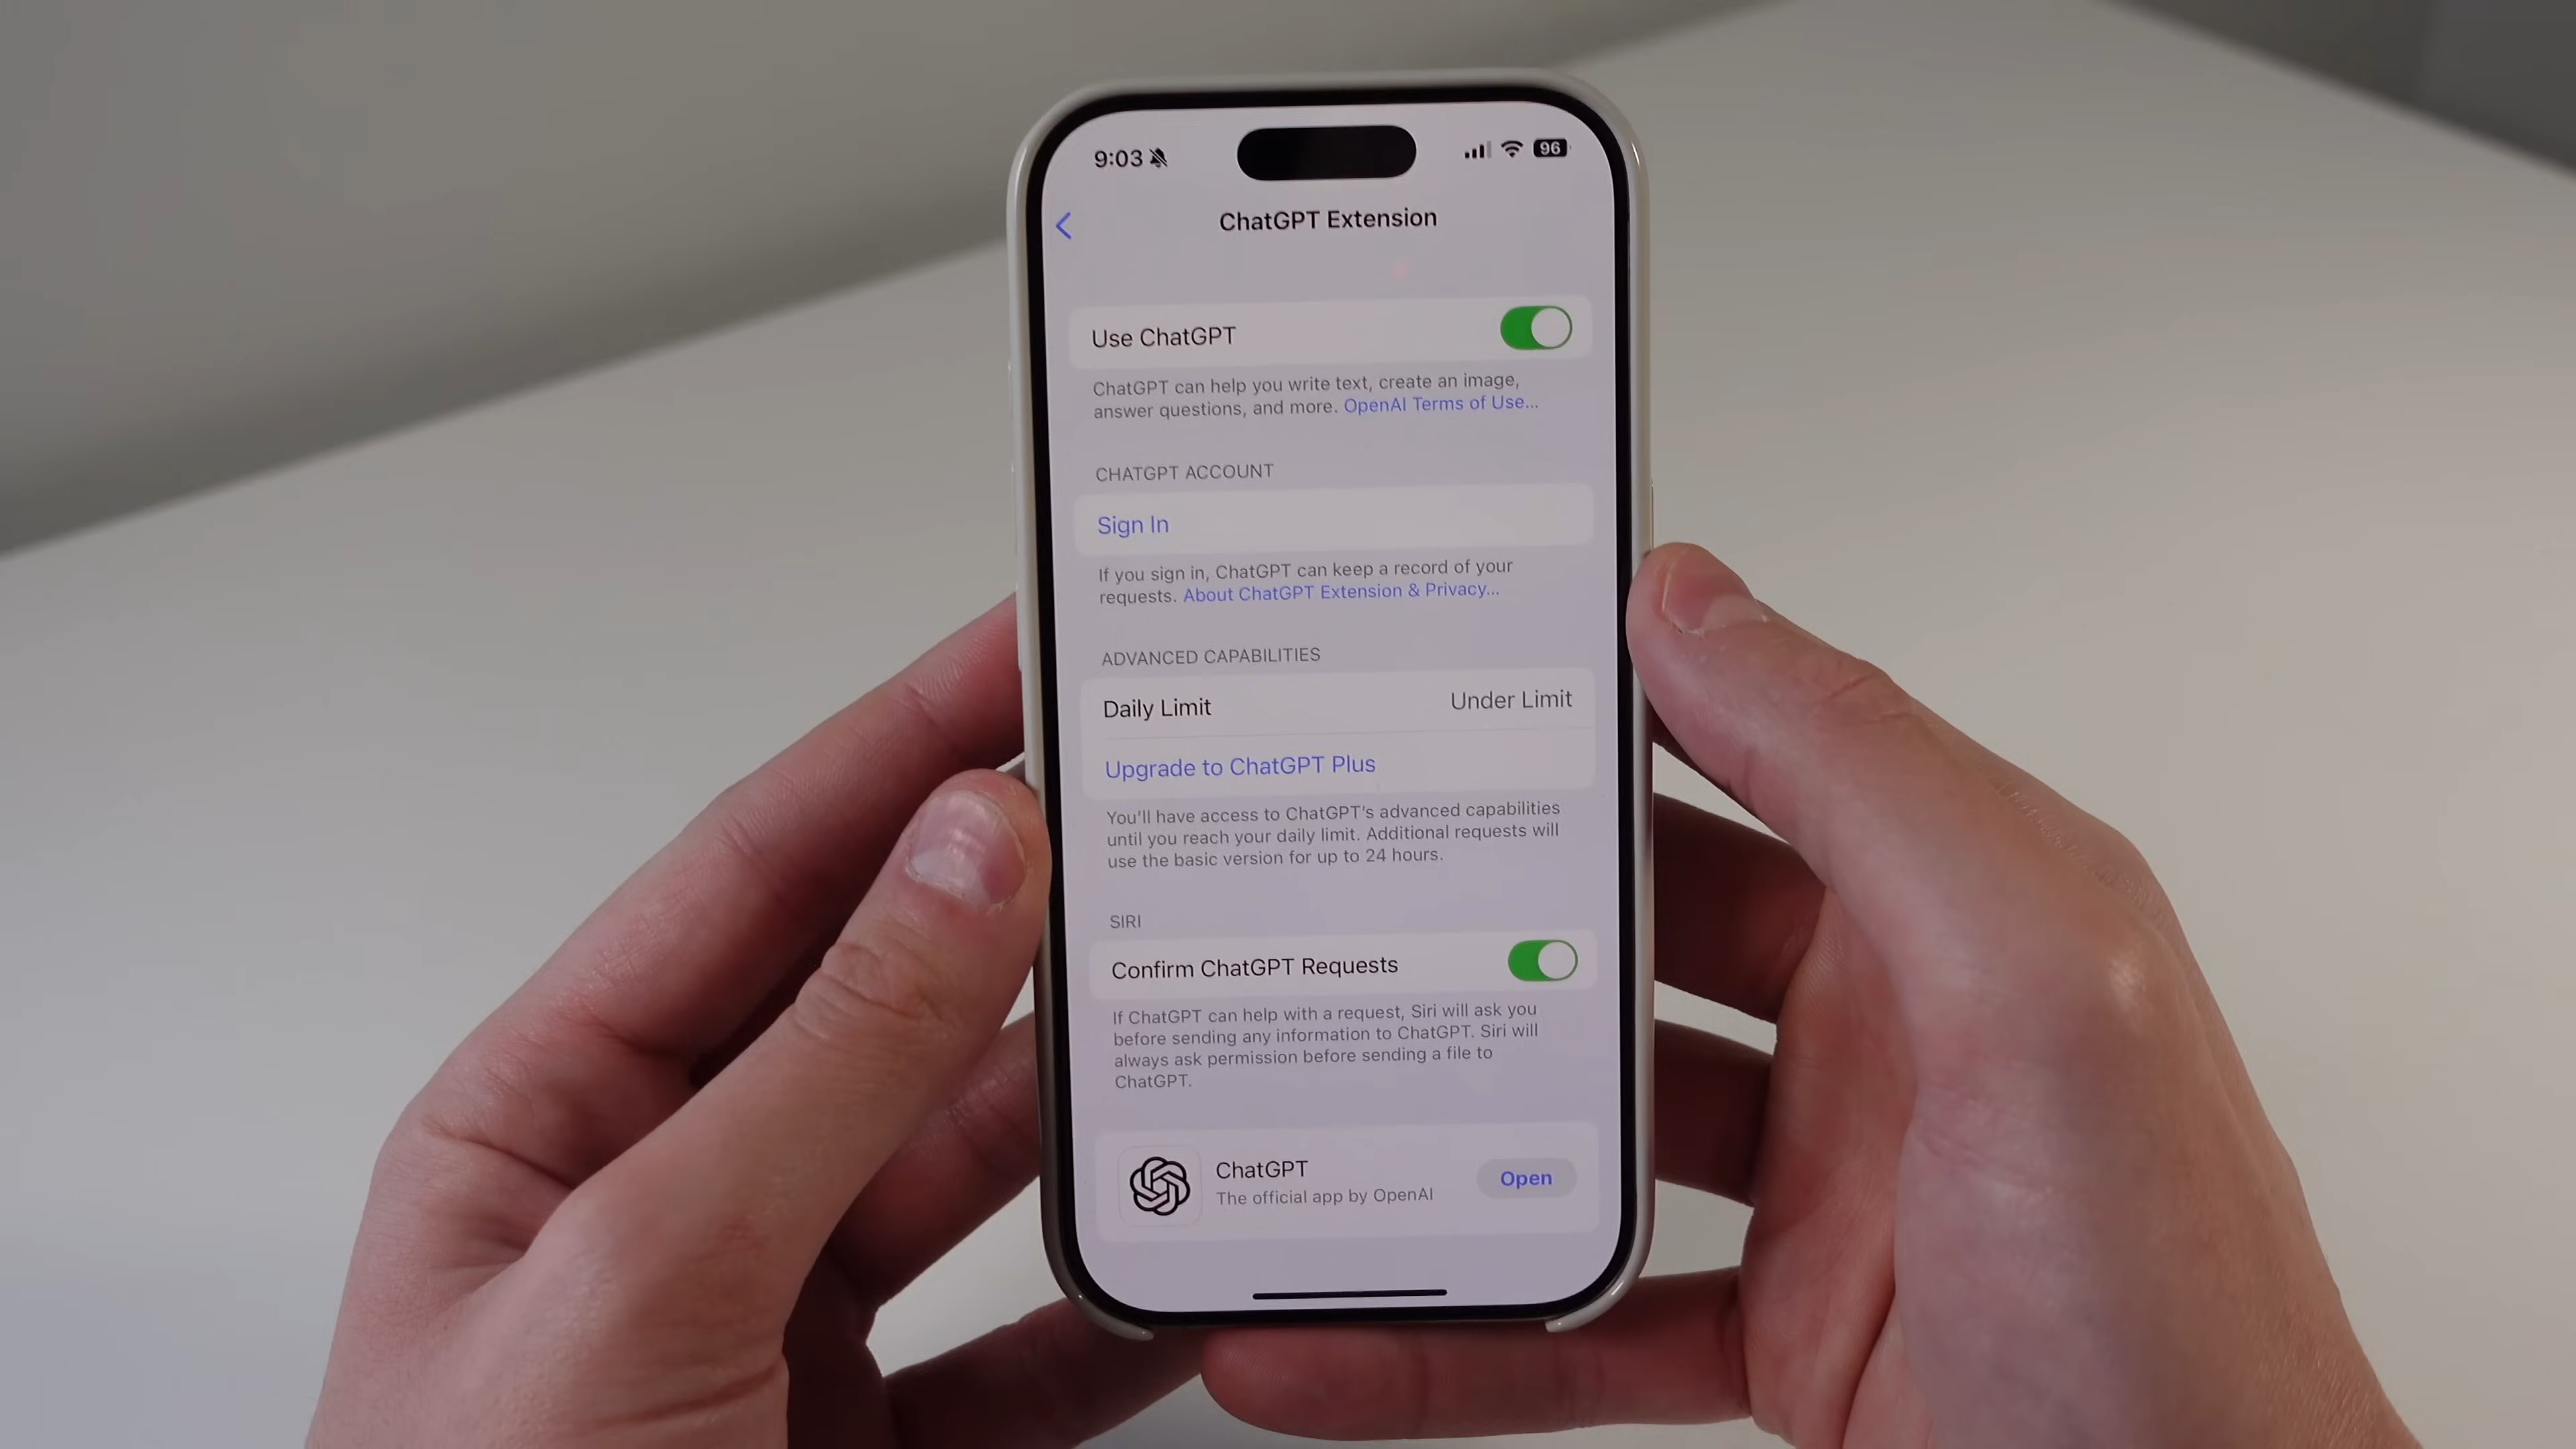 9:03
96
ChatGPT Extension
Use ChatGPT
ChatGPT can help you write text, create an image,
answer questions, and more. OpenAI Terms of Use...
CHATGPT ACCOUNT
Sign In
If you sign in, ChatGPT can keep a record of your
requests. About ChatGPT Extension & Privacy...
ADVANCED CAPABILITIES
Daily Limit Under Limit
Upgrade to ChatGPT Plus
You'll have access to ChatGPT's advanced capabilities
until you reach your daily limit. Additional requests will
use the basic version for up to 24 hours.
SIRI
Confirm ChatGPT Requests
If ChatGPT can help with a request, Siri will ask you
before sending any information to ChatGPT. Siri will
always ask permission before sending a file to
ChatGPT.
ChatGPT
The official app by OpenAI
Open